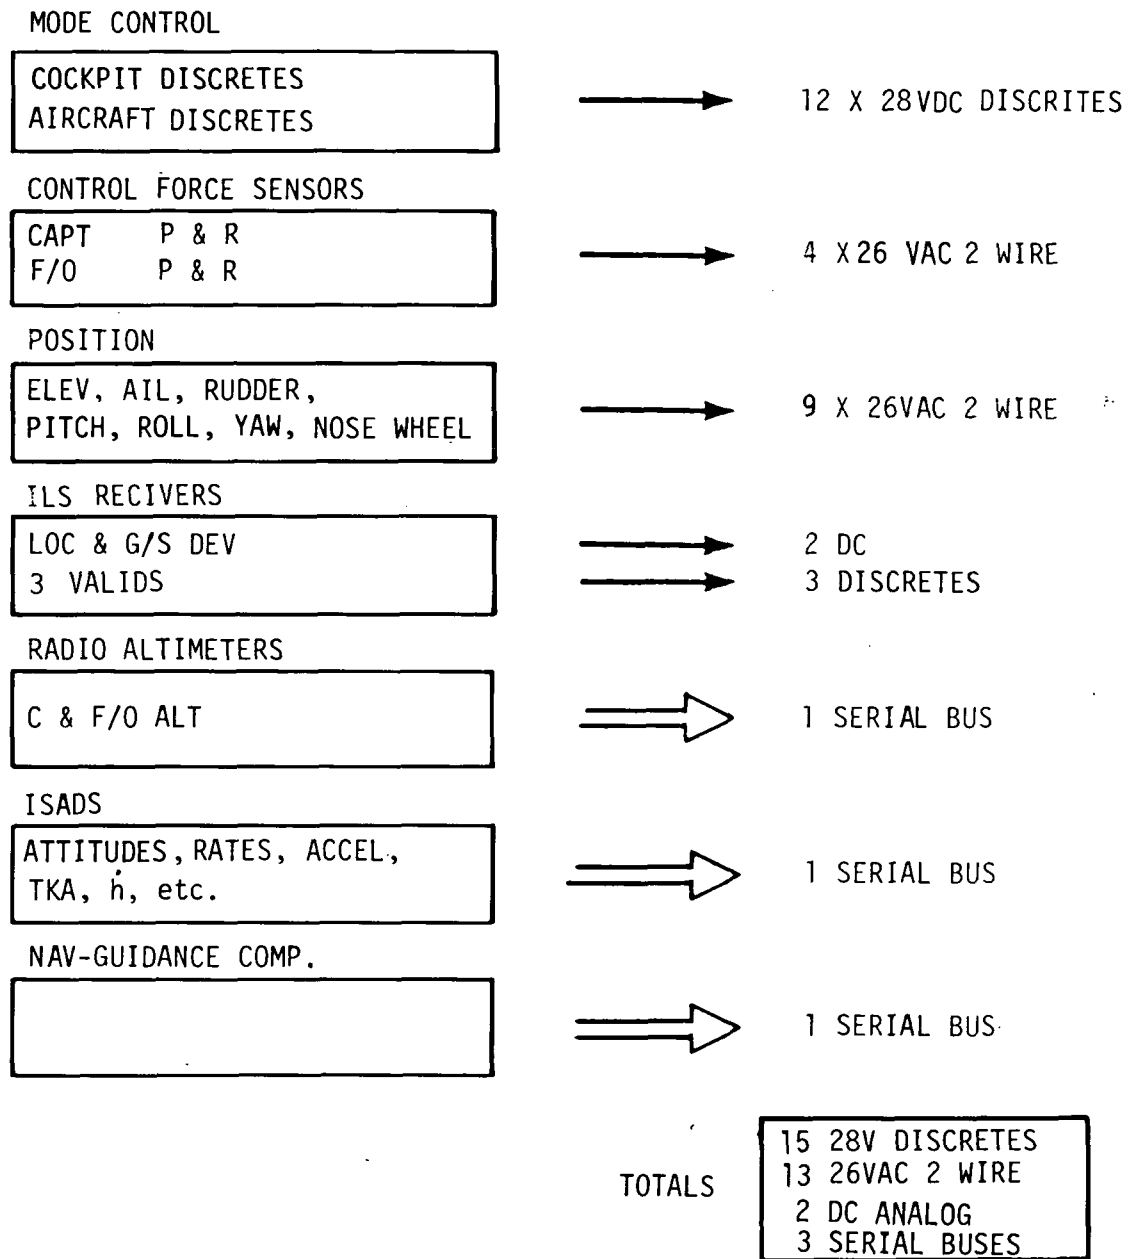 MODE CONTROL
COCKPIT DISCRETES
AIRCRAFT DISCRETES
12 X 28VDC DISCRITES
CONTROL FORCE SENSORS
CAPT P & R
F/O P & R
4 X 26 VAC 2 WIRE
POSITION
ELEV, AIL, RUDDER,
PITCH, ROLL, YAW, NOSE WHEEL
9 X 26VAC 2 WIRE
ILS RECIVERS
LOC & G/S DEV
3 VALIDS
2 DC
3 DISCRETES
RADIO ALTIMETERS
C & F/O ALT
1 SERIAL BUS
ISADS
ATTITUDES, RATES, ACCEL,
TKA, ḣ, etc.
1 SERIAL BUS
NAV-GUIDANCE COMP.
1 SERIAL BUS
TOTALS
15 28V DISCRETES
13 26VAC 2 WIRE
2 DC ANALOG
3 SERIAL BUSES